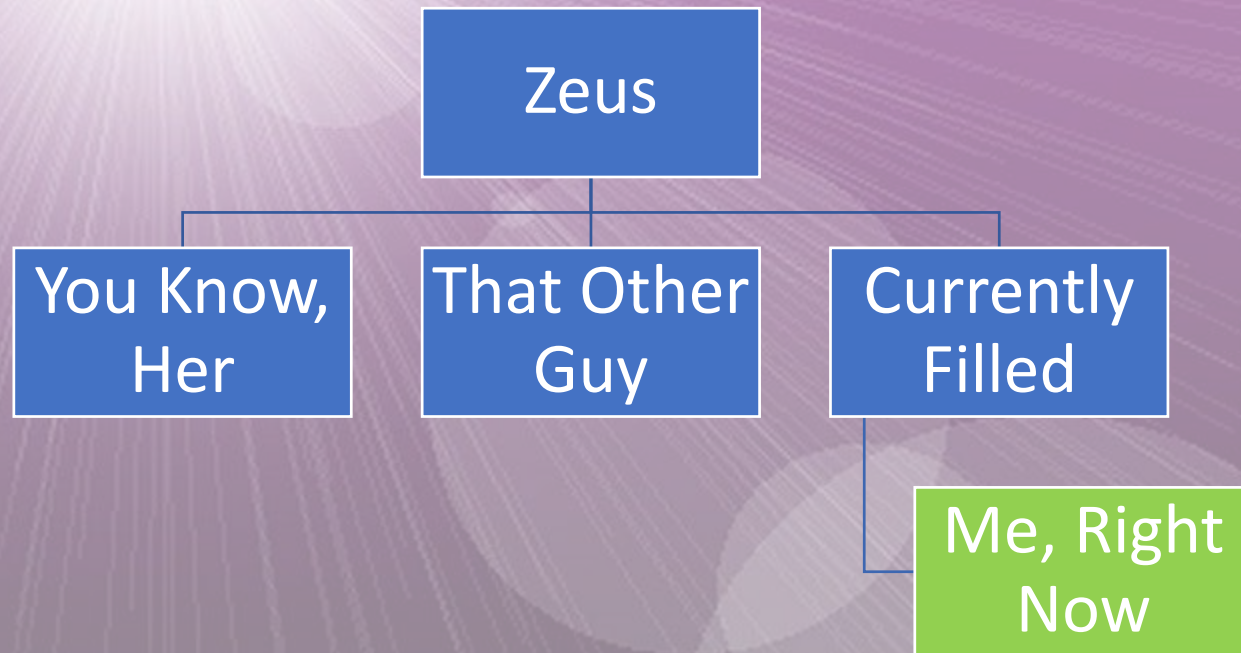 Zeus
You Know,
Her
That Other
Guy
Currently
Filled
Me, Right
Now